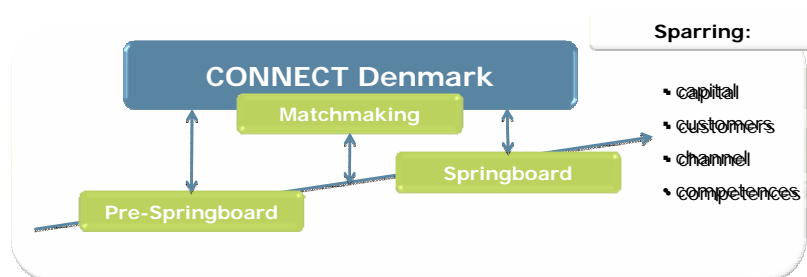 Sparring:
CONNECT Denmark
Matchmaking
Springboard
Pre-Springboard
• capital
• customers
• channel
• competences